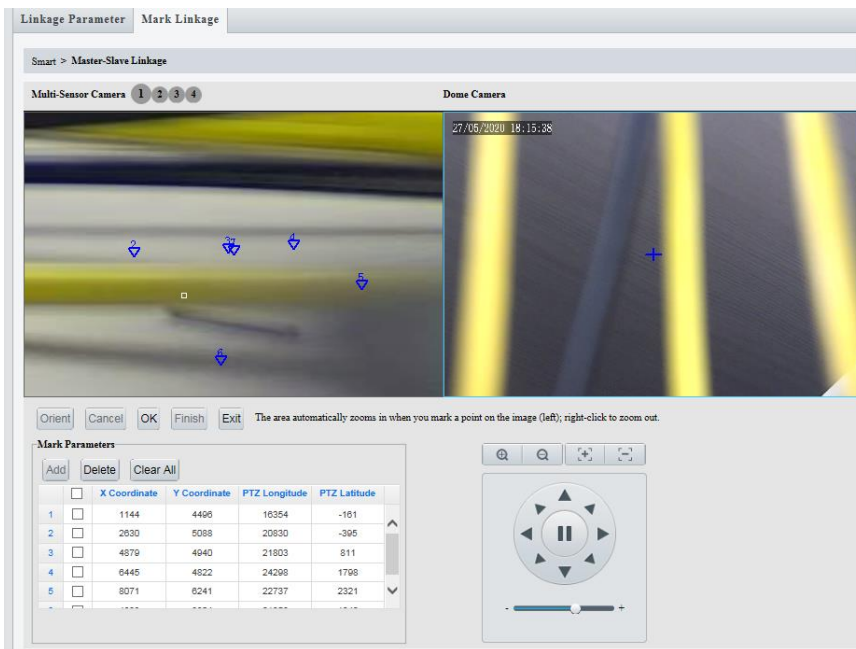 Linkage Parameter Mark Linkage
Smart > Master-Slave Linkage
Multi-Sensor Camera 1 2 3 4
Dome Camera
27/05/2020 18:15:38
2
3
7
4
5
6
Orient Cancel OK Finish Exit The area automatically zooms in when you mark a point on the image (left); right-click to zoom out.
Mark Parameters
Add Delete Clear All
X Coordinate Y Coordinate PTZ Longitude PTZ Latitude
1 1144 4496 16354 -161
2 2630 5088 20830 -395
3 4879 4940 21803 811
4 6445 4822 24298 1798
5 8071 6241 22737 2321
- +